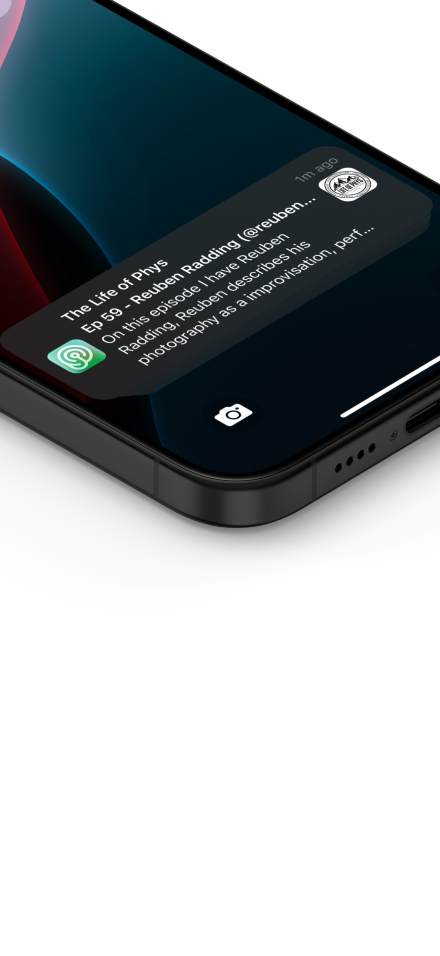 The Life of Phys
1m ago
Ep 59 - Reuben Radding (@reuben...
On this episode I have Reuben
Radding, Reuben describes his
photography as a improvisation, perf...